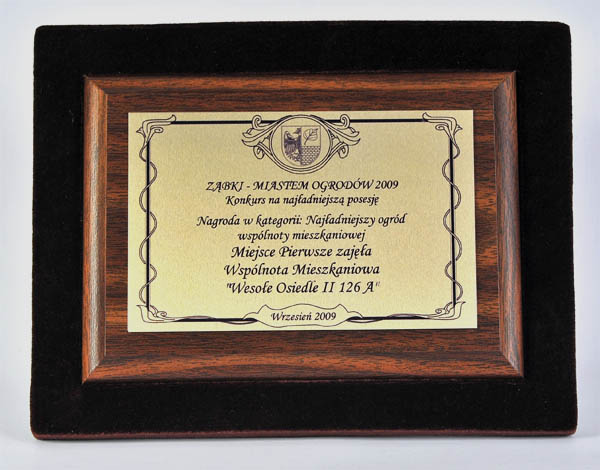 ZĄBKI - MIASTEM OGRODÓW 2009
Konkurs na najładniejszą posesję
Nagroda w kategorii: Najładniejszy ogród
wspólnoty mieszkaniowej
Miejsce Pierwsze zajęła
Wspólnota Mieszkaniowa
"Wesołe Osiedle II 126 A"
Wrzesień 2009